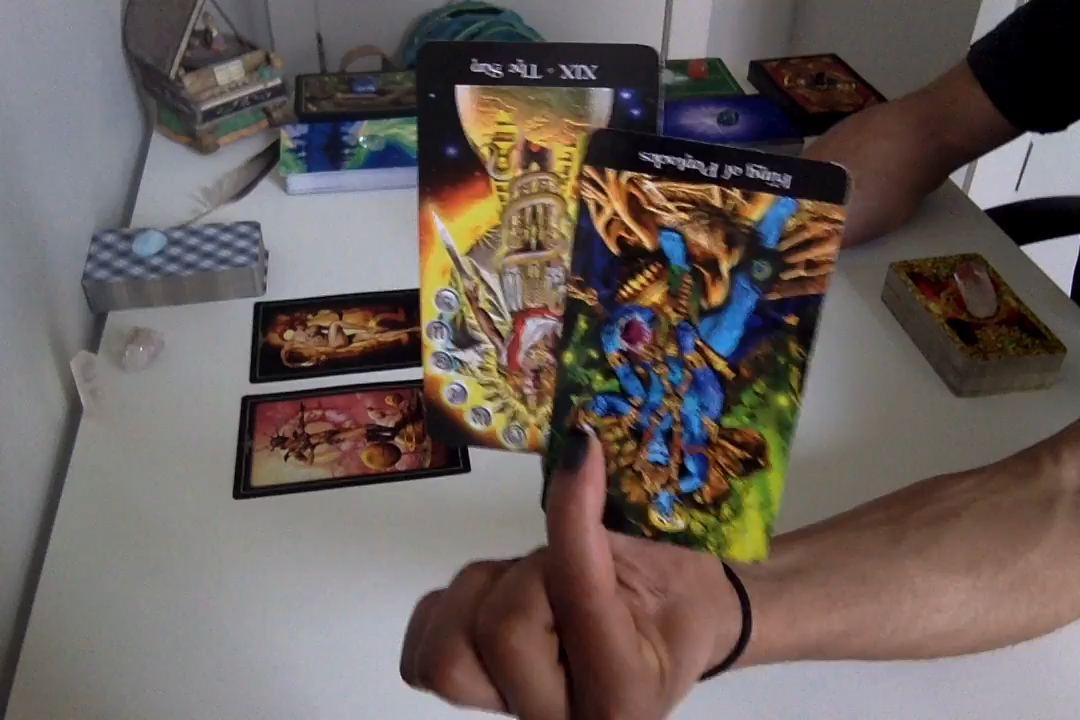 XIX · The Sun
King of Pentacles